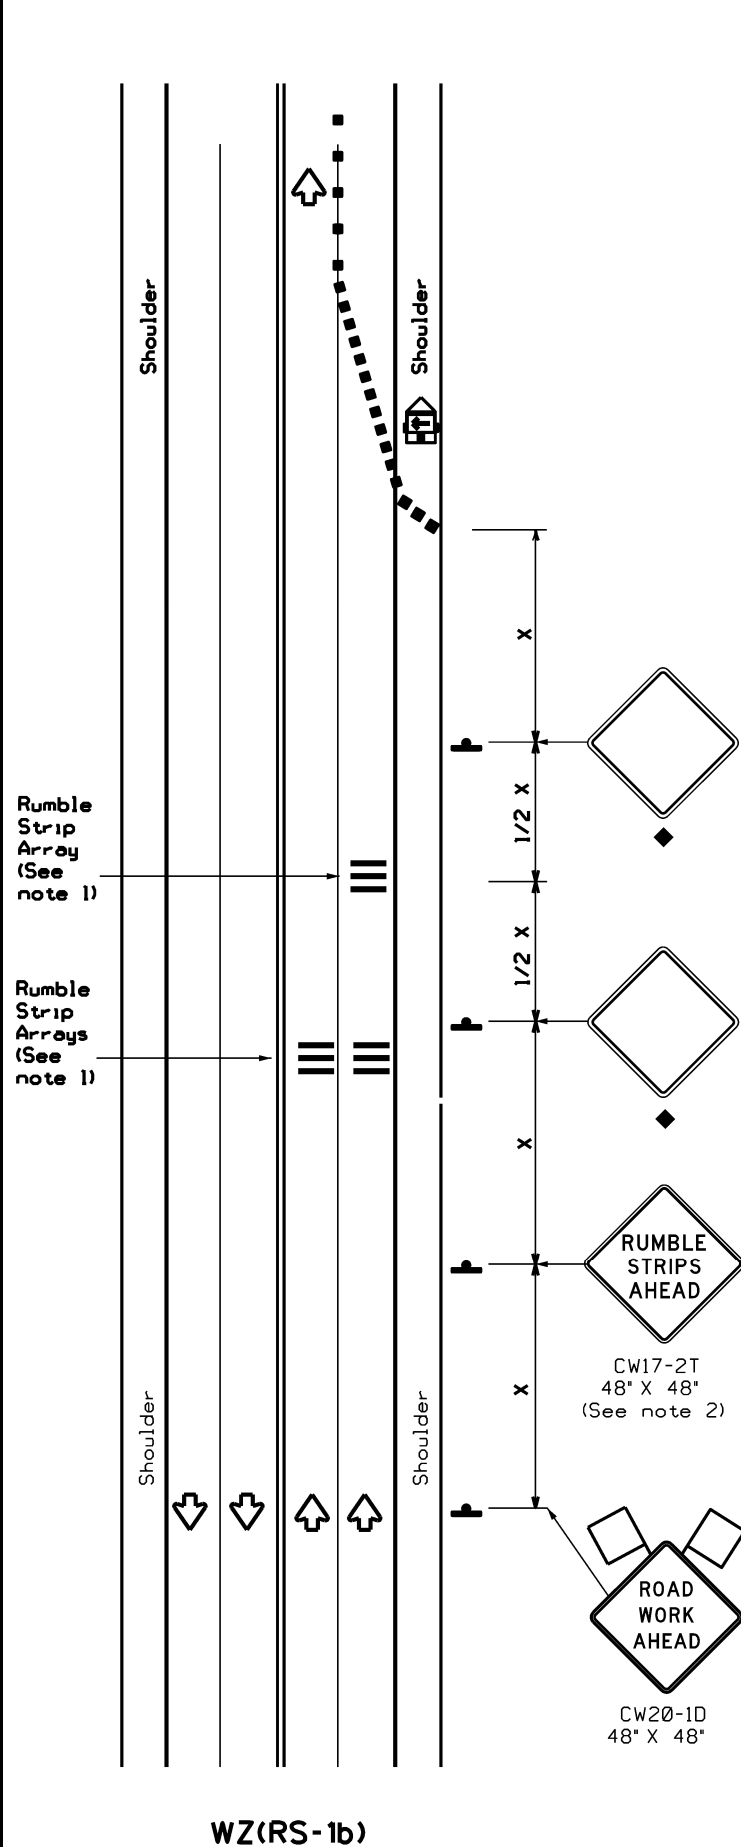 Shoulder
Shoulder
X
1/2 X
Rumble
Strip
Array
(See
note 1)
1/2 X
Rumble
Strip
Arrays
(See
note 1)
X
RUMBLE
STRIPS
AHEAD
CW17-2T
48" X 48"
(See note 2)
X
Shoulder
Shoulder
ROAD
WORK
AHEAD
CW20-1D
48" X 48"
WZ(RS-1b)